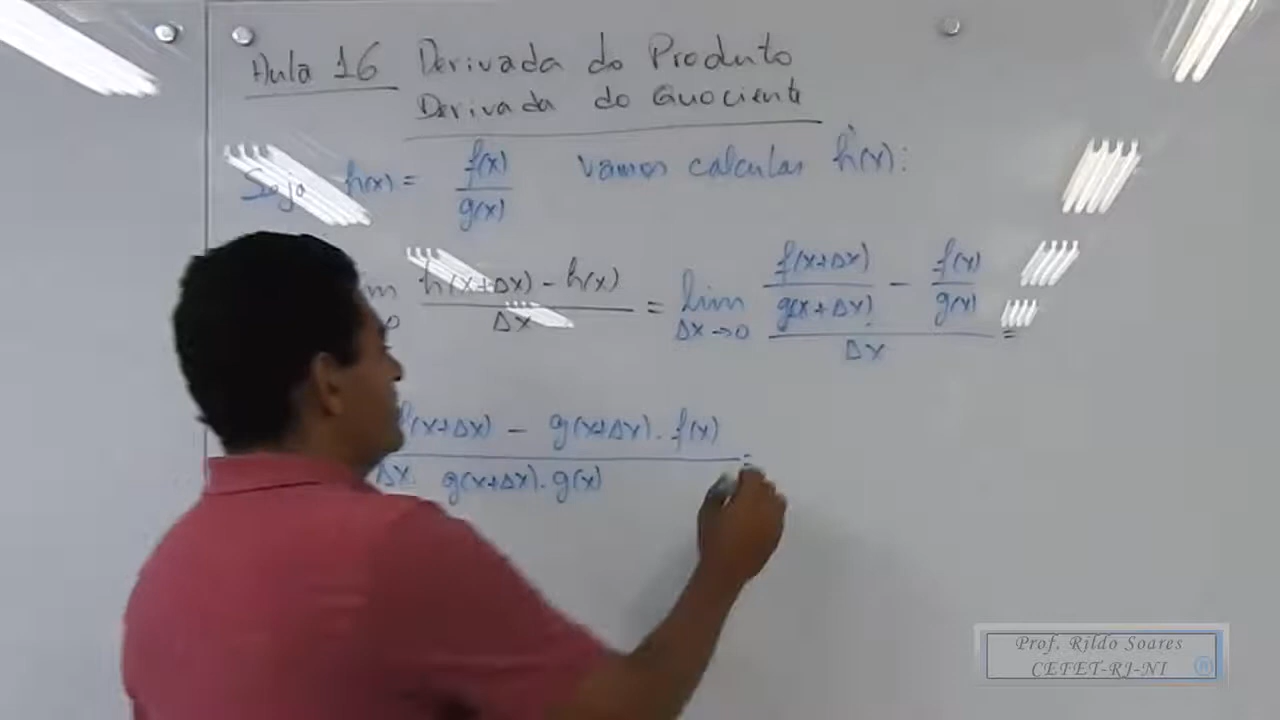 Aula 16 Derivada do Produto
Derivada do Quociente
Seja h(x) = f(x)/g(x) Vamos calcular h'(x):
h(x+Δx) - h(x) / Δx = lim Δx→0 f(x+Δx)/g(x+Δx) - f(x)/g(x) / Δx =
f(x+Δx) - g(x+Δx) . f(x) =
Δx g(x+Δx) . g(x)
Prof. Rildo Soares
CEFET-RJ-NI